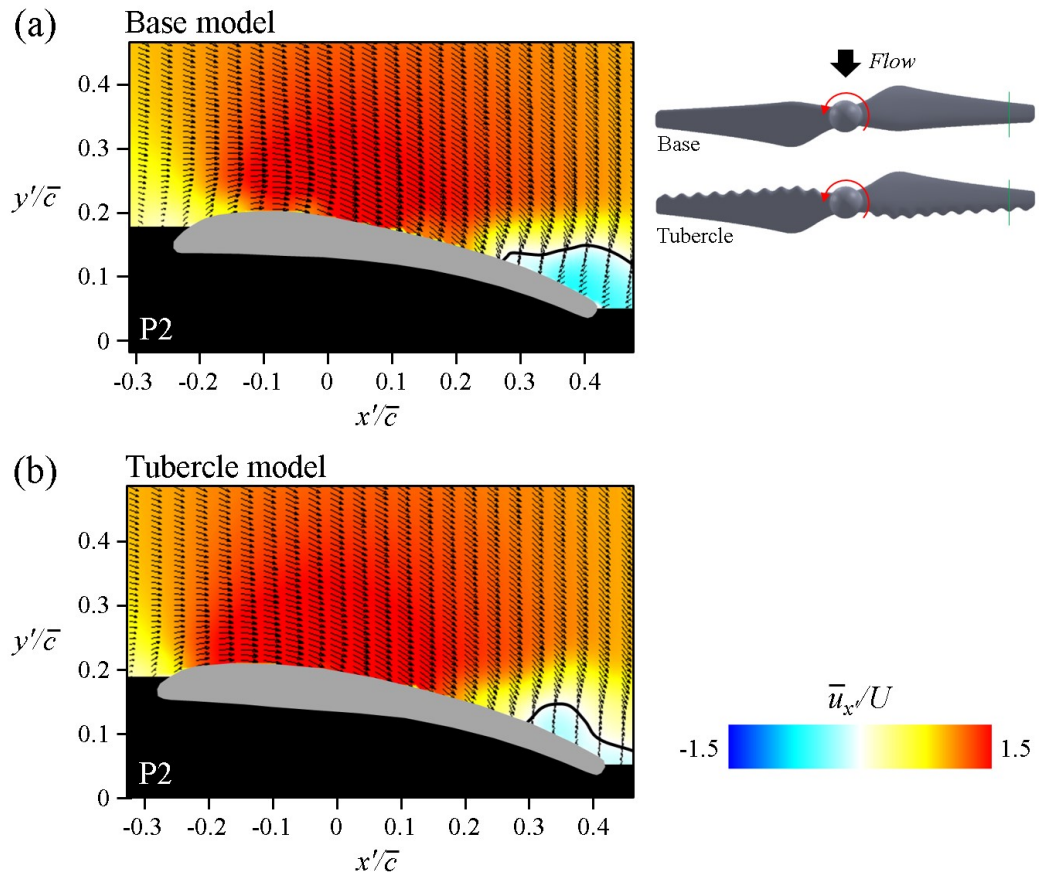 (a) Base model
0.4
0.3
y'/c̅
0.2
0.1
0
P2
-0.3 -0.2 -0.1 0 0.1 0.2 0.3 0.4
x'/c̅
Flow
Base
Tubercle
(b) Tubercle model
0.4
0.3
y'/c̅
0.2
0.1
0
P2
-0.3 -0.2 -0.1 0 0.1 0.2 0.3 0.4
x'/c̅
u̅x'/U
-1.5 1.5